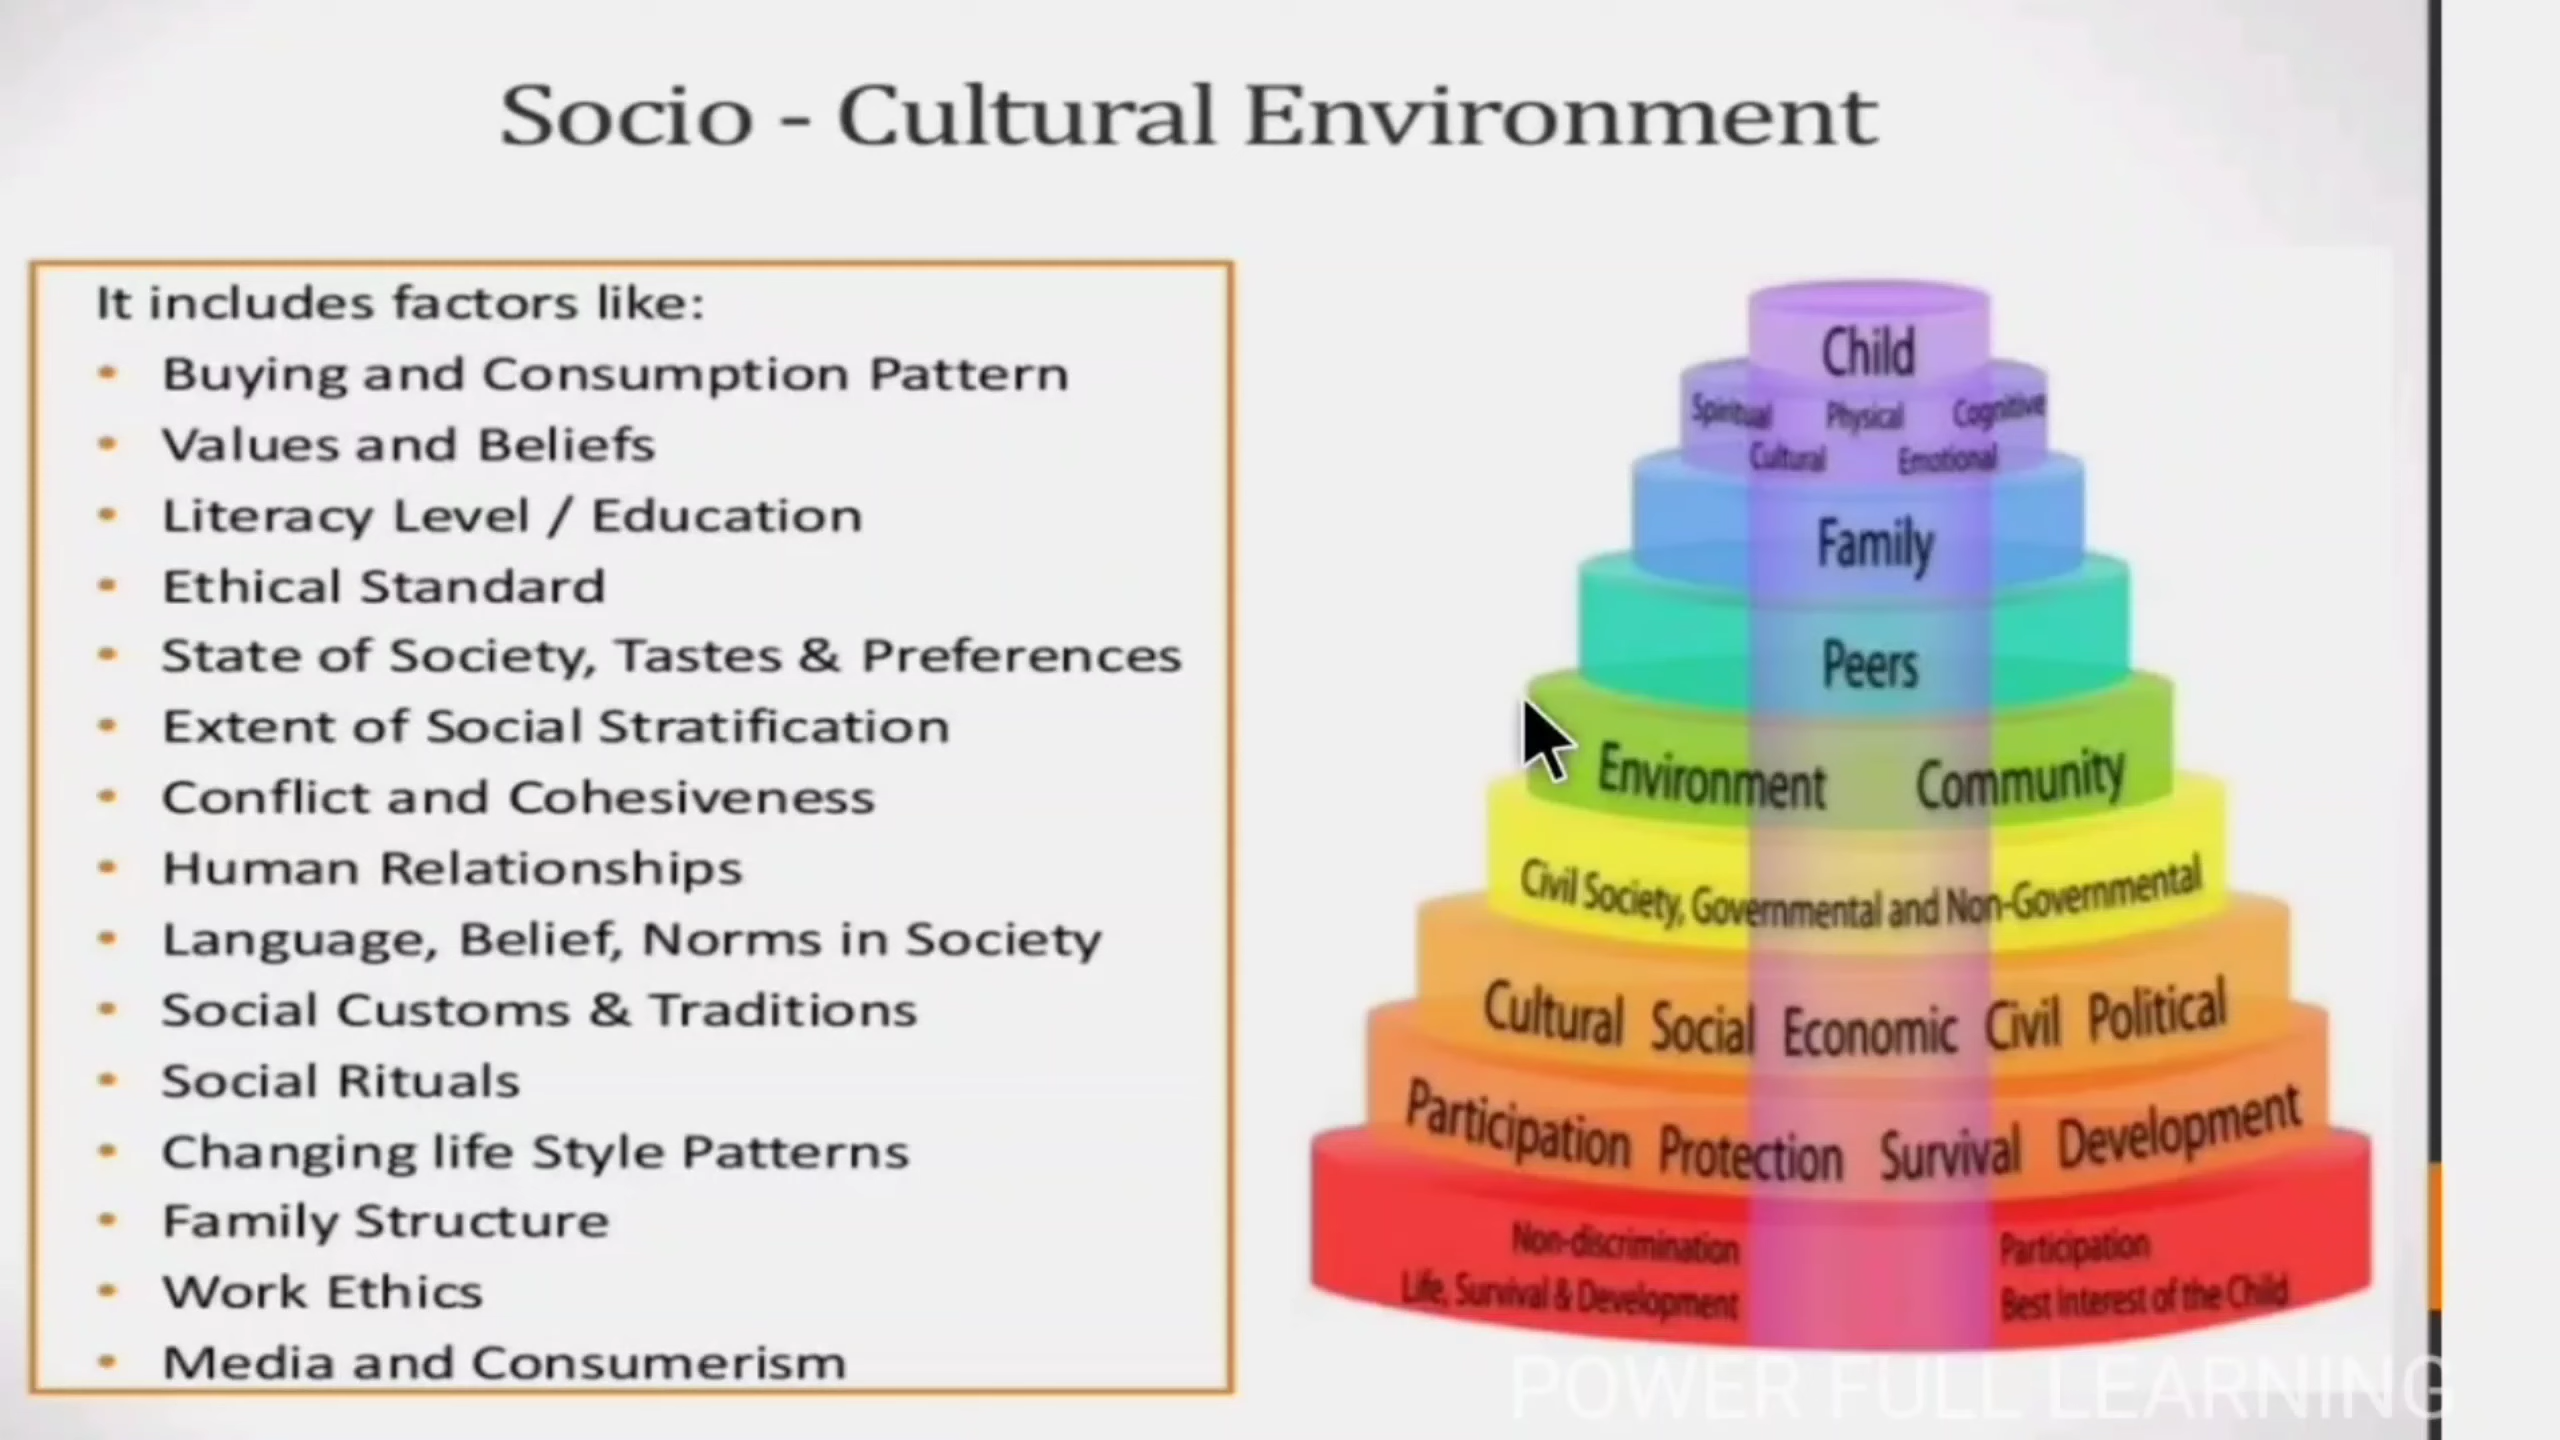 Socio - Cultural Environment
It includes factors like:
• Buying and Consumption Pattern
• Values and Beliefs
• Literacy Level / Education
• Ethical Standard
• State of Society, Tastes & Preferences
• Extent of Social Stratification
• Conflict and Cohesiveness
• Human Relationships
• Language, Belief, Norms in Society
• Social Customs & Traditions
• Social Rituals
• Changing life Style Patterns
• Family Structure
• Work Ethics
• Media and Consumerism
Child
Spiritual Physical Cognitive
Cultural Emotional
Family
Peers
Environment Community
Civil Society, Governmental and Non-Governmental
Cultural Social Economic Civil Political
Participation Protection Survival Development
Non-discrimination Participation
Life, Survival & Development Best Interest of the Child
POWER FULL LEARNING